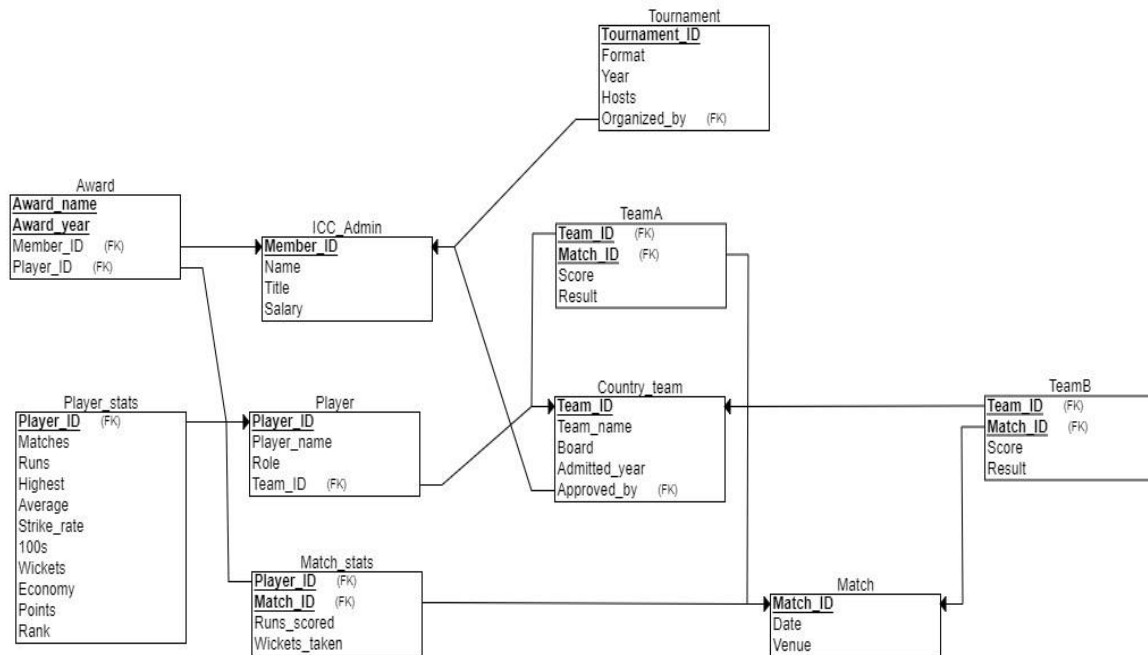 Tournament
Tournament_ID
Format
Year
Hosts
Organized_by (FK)
Award
Award_name
Award_year
Member_ID (FK)
Player_ID (FK)
ICC_Admin
Member_ID
Name
Title
Salary
TeamA
Team_ID (FK)
Match_ID (FK)
Score
Result
Player_stats
Player_ID (FK)
Matches
Runs
Highest
Average
Strike_rate
100s
Wickets
Economy
Points
Rank
Player
Player_ID
Player_name
Role
Team_ID (FK)
Country_team
Team_ID
Team_name
Board
Admitted_year
Approved_by (FK)
TeamB
Team_ID (FK)
Match_ID (FK)
Score
Result
Match_stats
Player_ID (FK)
Match_ID (FK)
Runs_scored
Wickets_taken
Match
Match_ID
Date
Venue